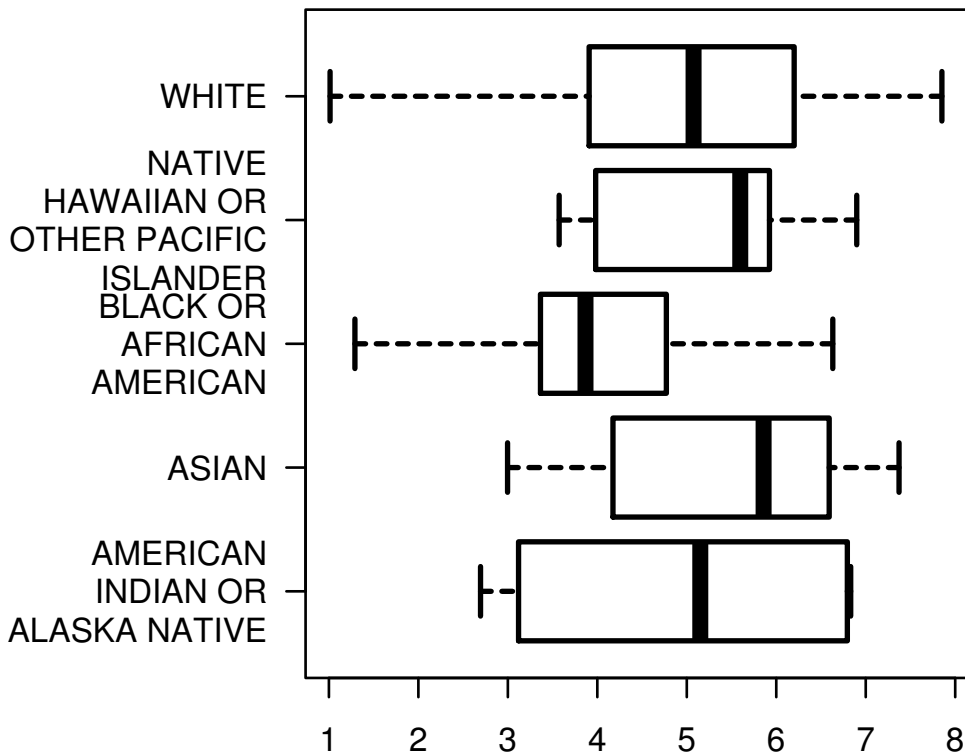 WHITE
NATIVE
HAWAIIAN OR
OTHER PACIFIC
ISLANDER
BLACK OR
AFRICAN
AMERICAN
ASIAN
AMERICAN
INDIAN OR
ALASKA NATIVE
1 2 3 4 5 6 7 8